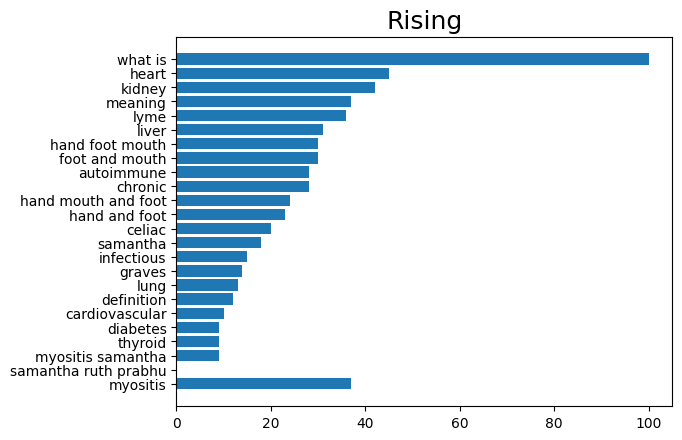 Rising
what is
heart
kidney
meaning
lyme
liver
hand foot mouth
foot and mouth
autoimmune
chronic
hand mouth and foot
hand and foot
celiac
samantha
infectious
graves
lung
definition
cardiovascular
diabetes
thyroid
myositis samantha
samantha ruth prabhu
myositis
0 20 40 60 80 100